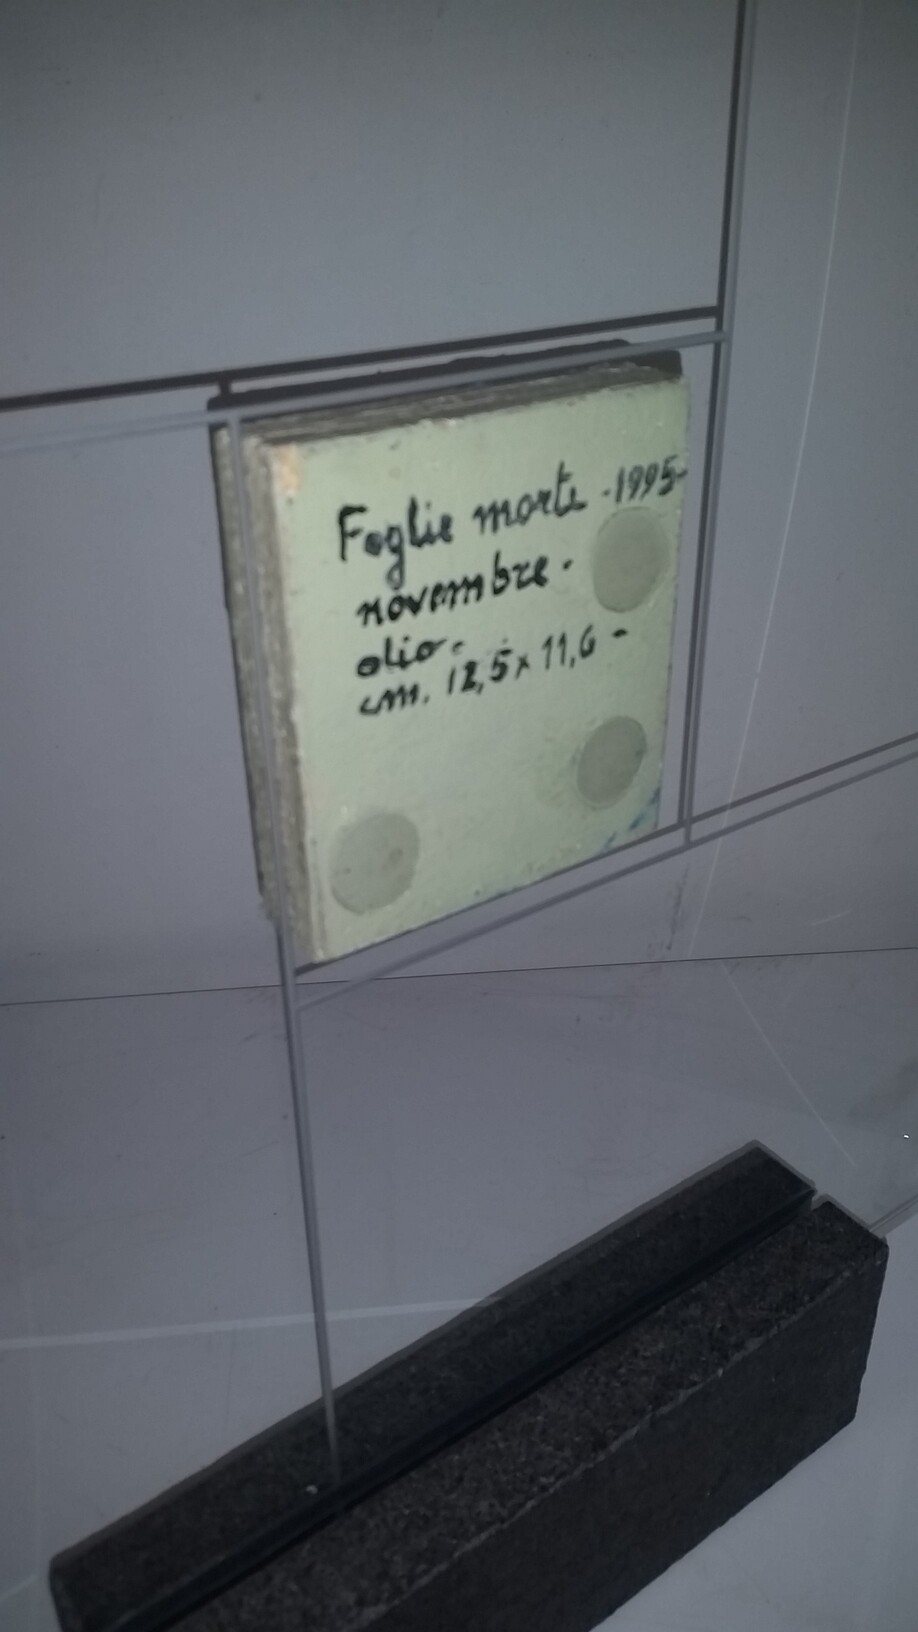 Foglie morte -1995-
novembre.
olio.
cm. 12,5 x 11,6 -